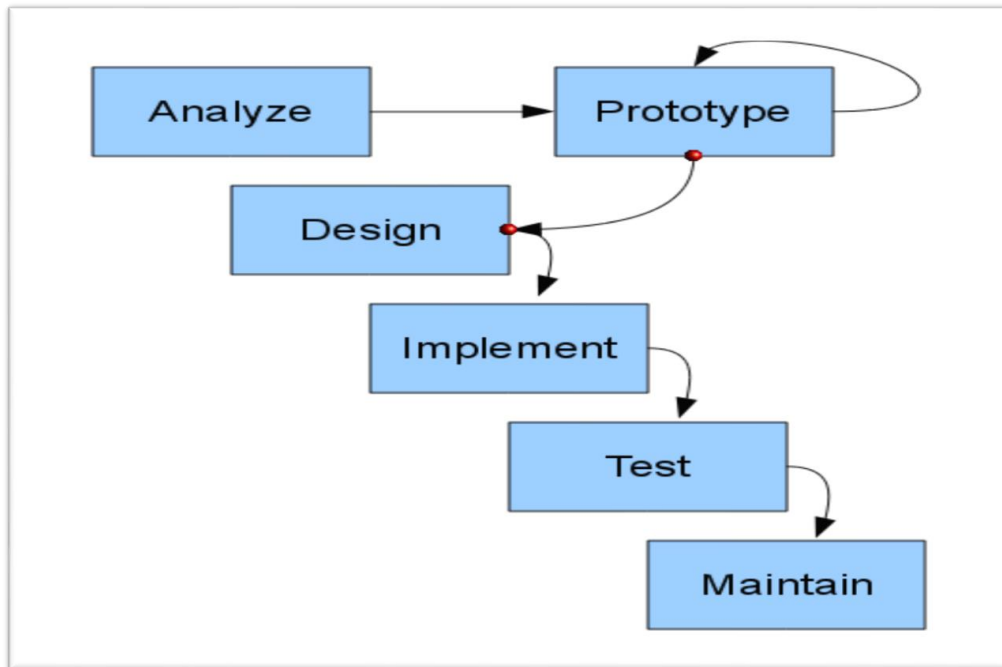 Analyze
Prototype
Design
Implement
Test
Maintain